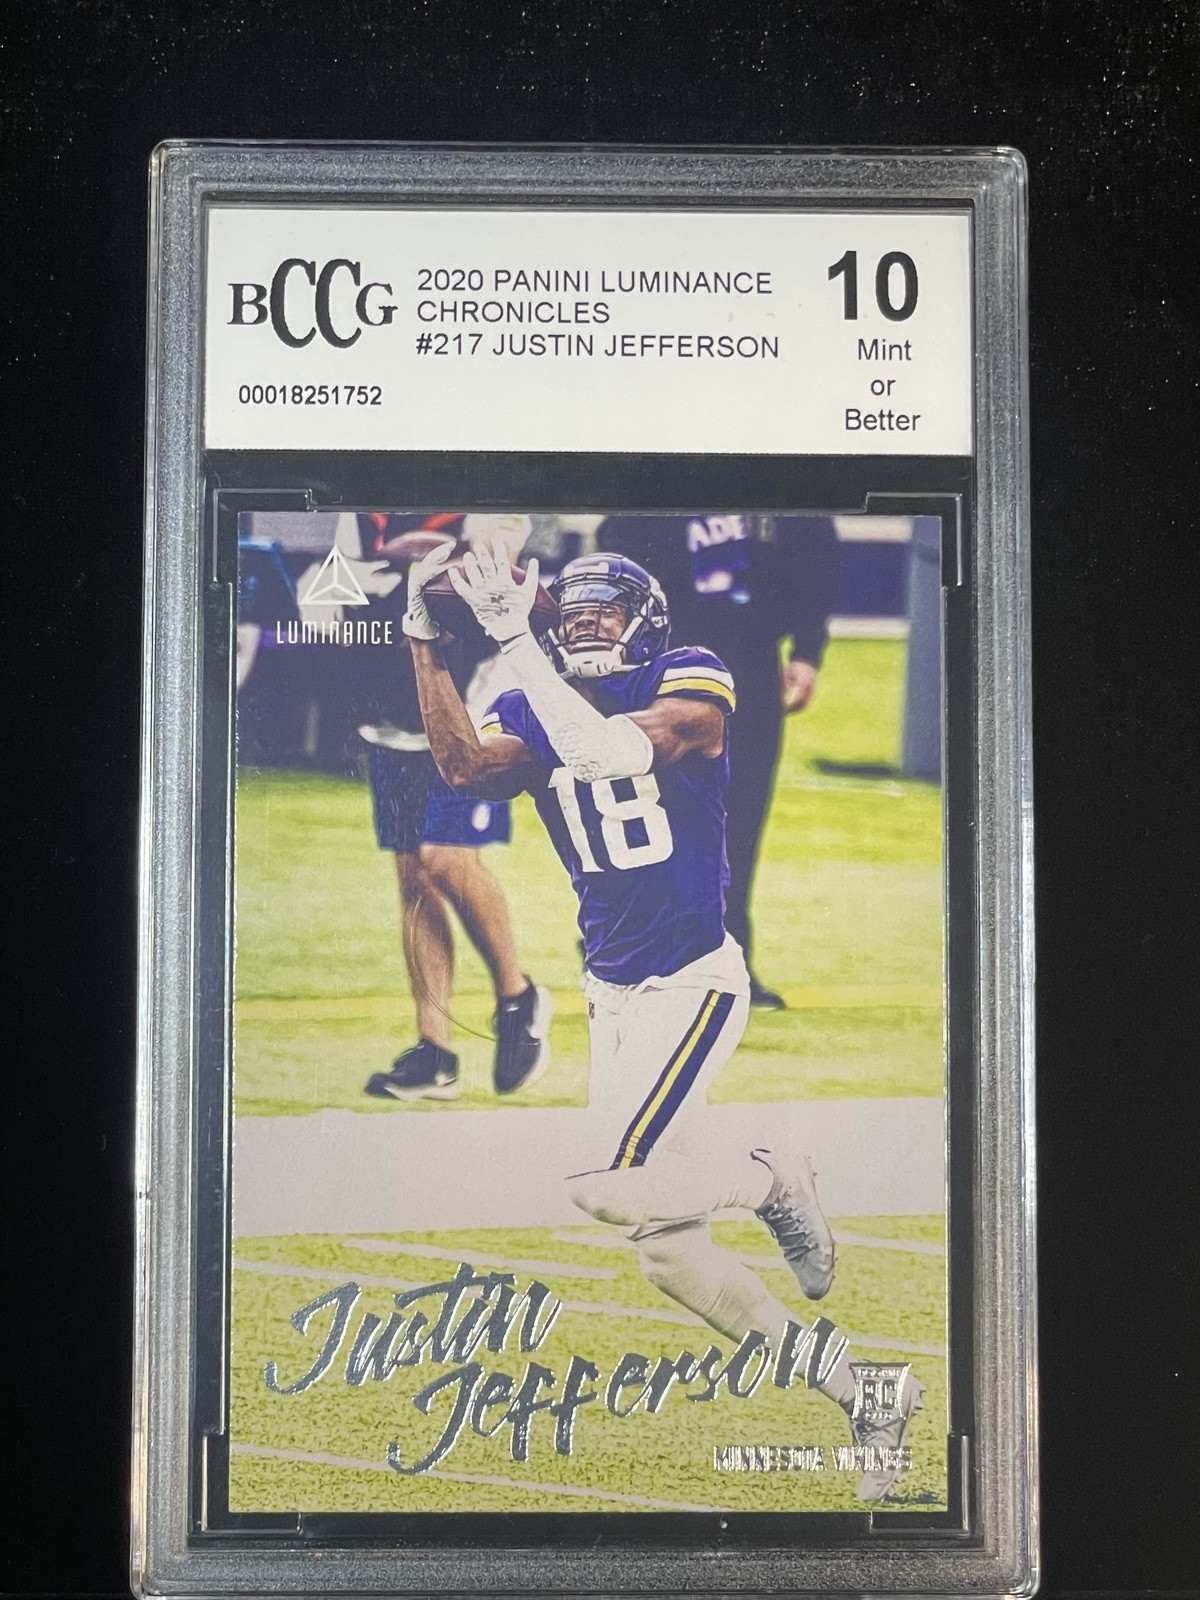 BCCG
2020 PANINI LUMINANCE
CHRONICLES
#217 JUSTIN JEFFERSON
00018251752
10
Mint
or
Better
ADE
LUMINANCE
18
Justin
Jefferson
RC
MINNESOTA VIKINGS